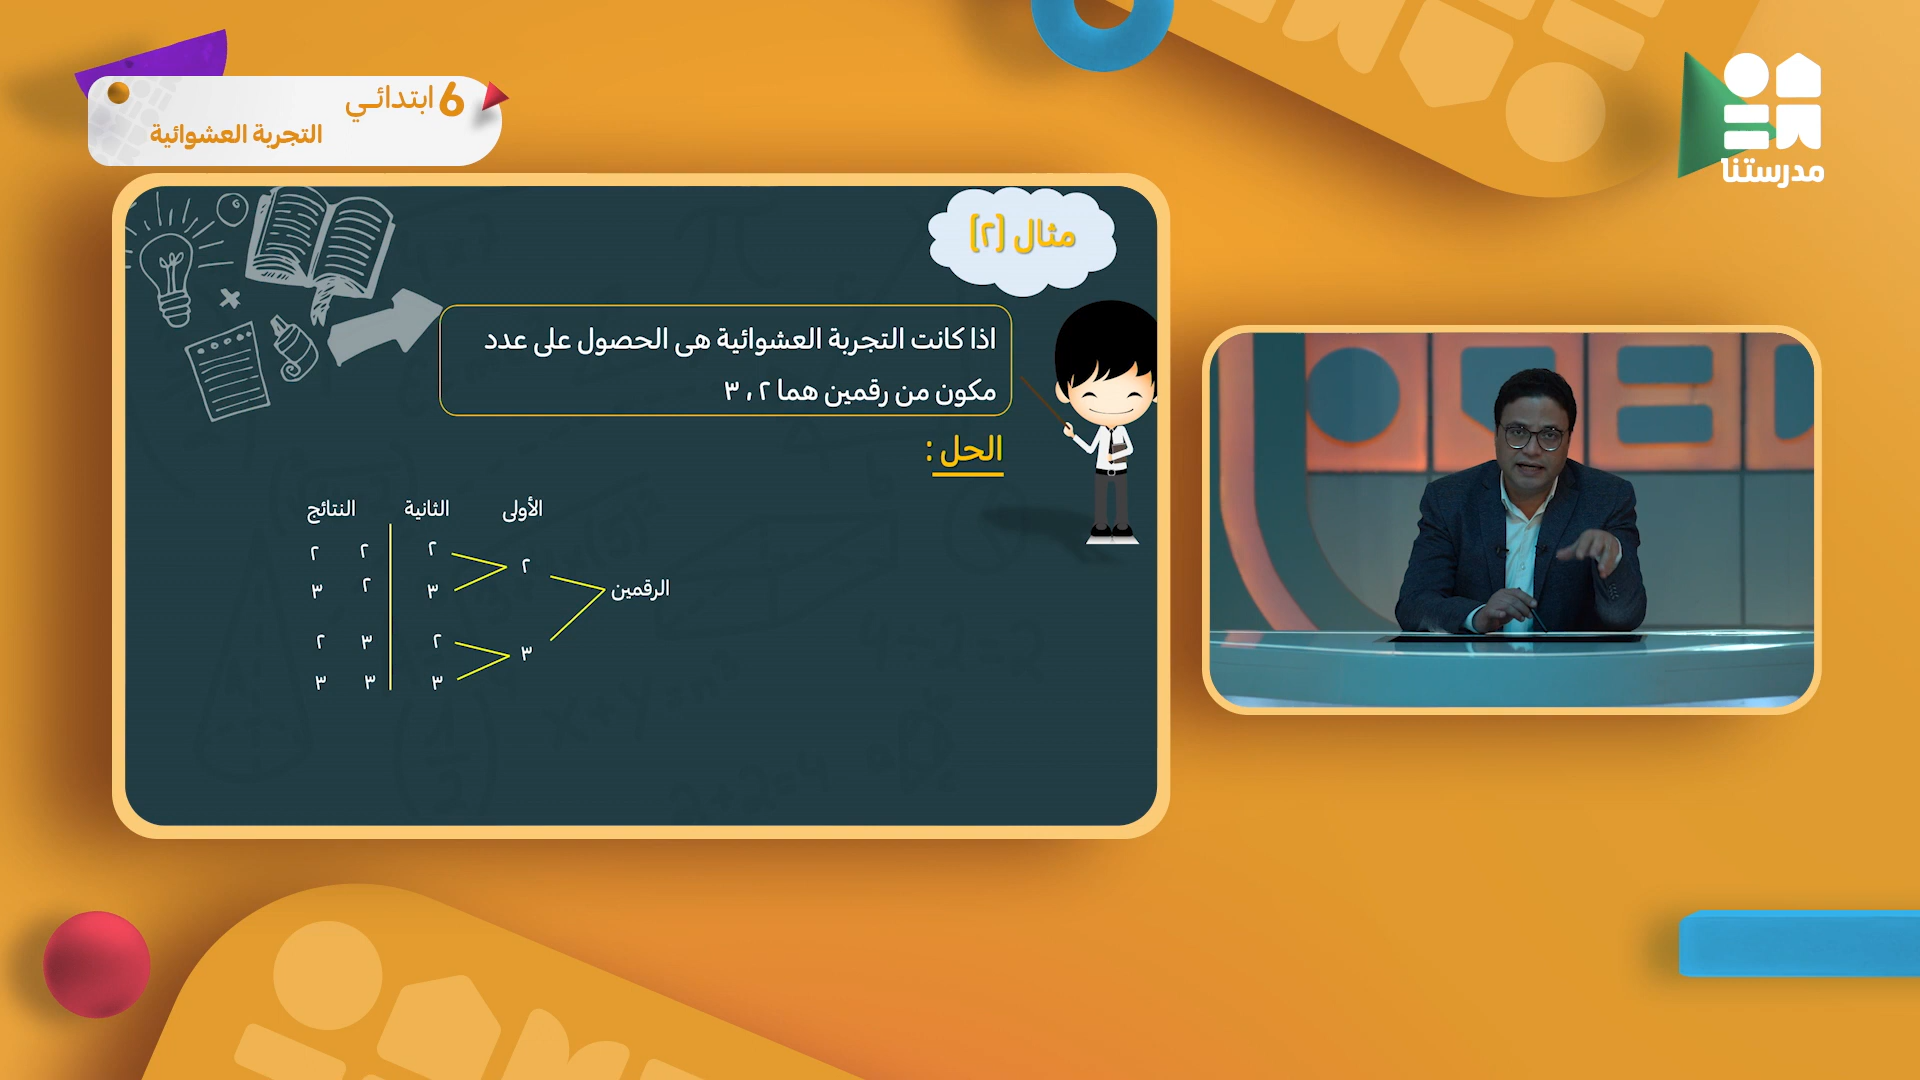 6 ابتدائي
التجربة العشوائية
مدرستنا
مثال (٢)
اذا كانت التجربة العشوائية هى الحصول على عدد
مكون من رقمين هما ٢ ، ٣
الحل :
الأولى الثانية النتائج
٢ ٢ ٢
٢
٣ ٢ ٣
الرقمين
٢ ٣ ٢
٣
٣ ٣ ٣